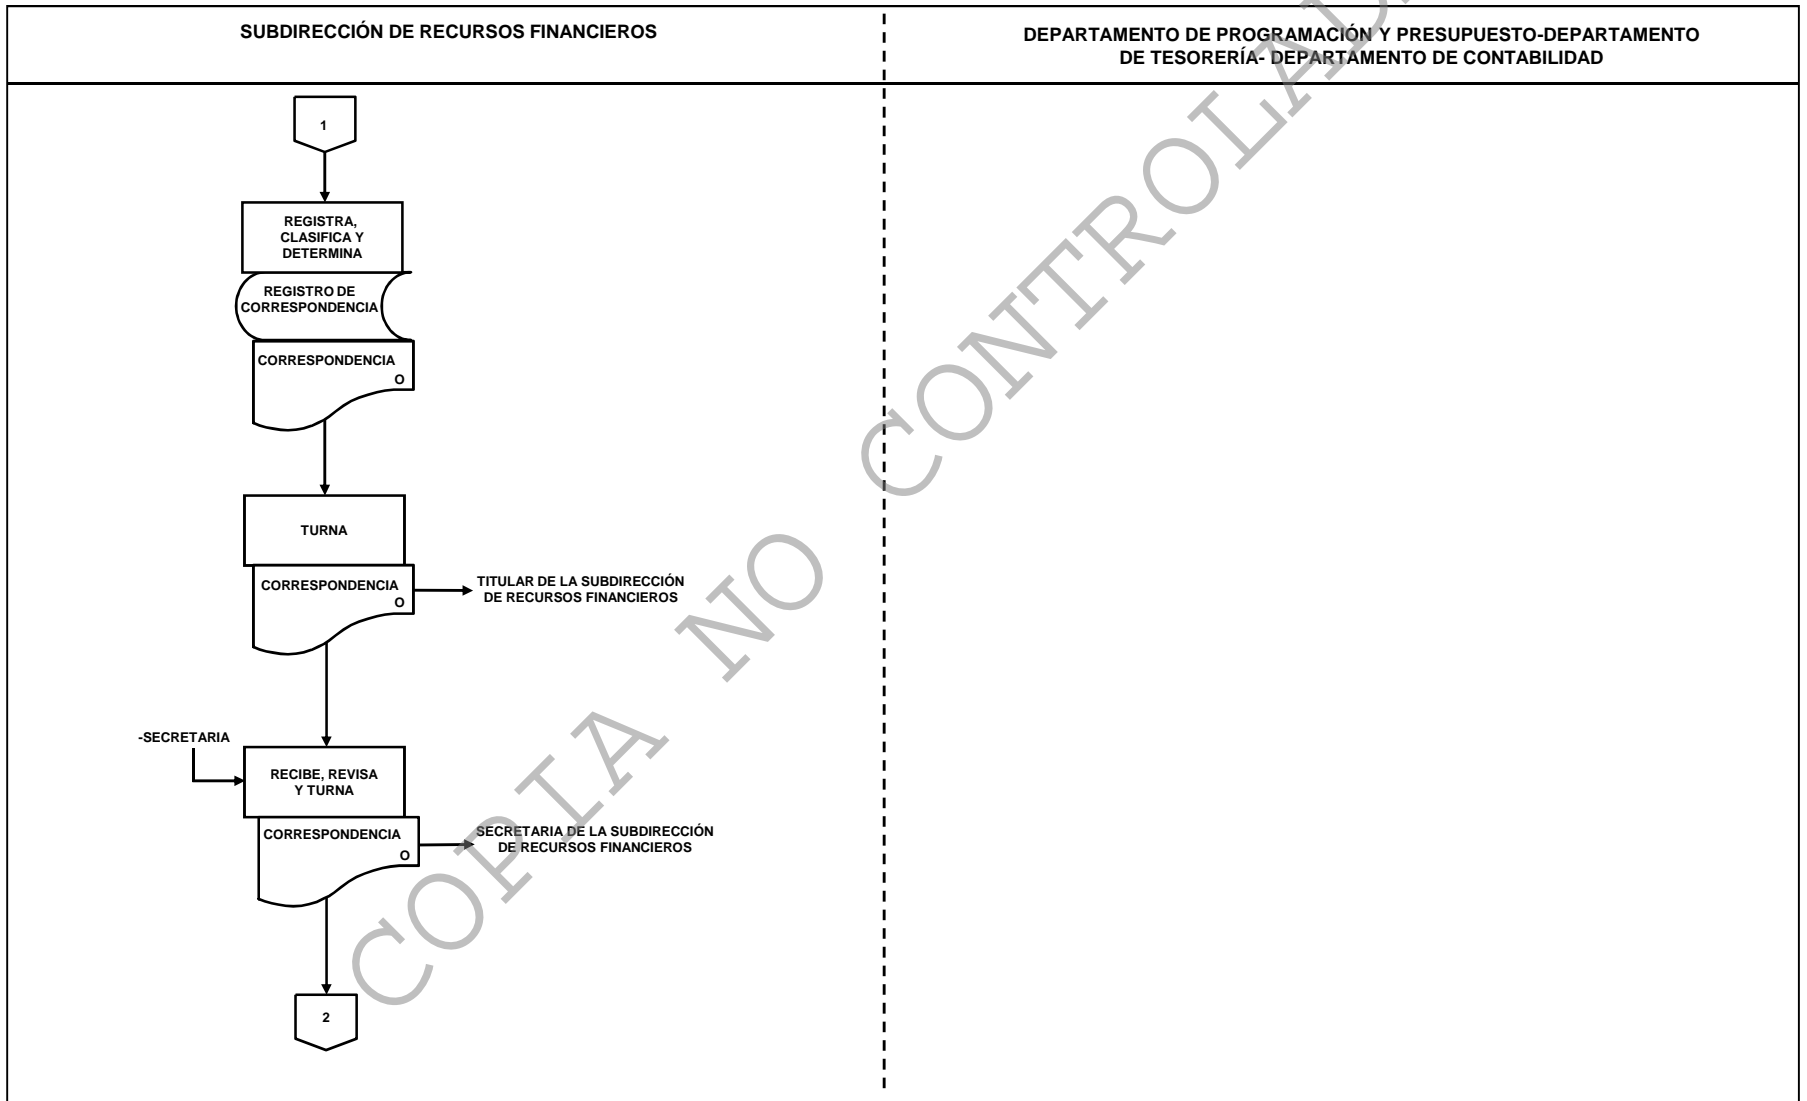 SUBDIRECCIÓN DE RECURSOS FINANCIEROS
DEPARTAMENTO DE PROGRAMACIÓN Y PRESUPUESTO-DEPARTAMENTO
DE TESORERÍA- DEPARTAMENTO DE CONTABILIDAD
1
REGISTRA,
CLASIFICA Y
DETERMINA
REGISTRO DE
CORRESPONDENCIA
CORRESPONDENCIA
O
TURNA
CORRESPONDENCIA
O
TITULAR DE LA SUBDIRECCIÓN
DE RECURSOS FINANCIEROS
-SECRETARIA
RECIBE, REVISA
Y TURNA
CORRESPONDENCIA
O
SECRETARIA DE LA SUBDIRECCIÓN
DE RECURSOS FINANCIEROS
2
COPIA NO CONTROLAD